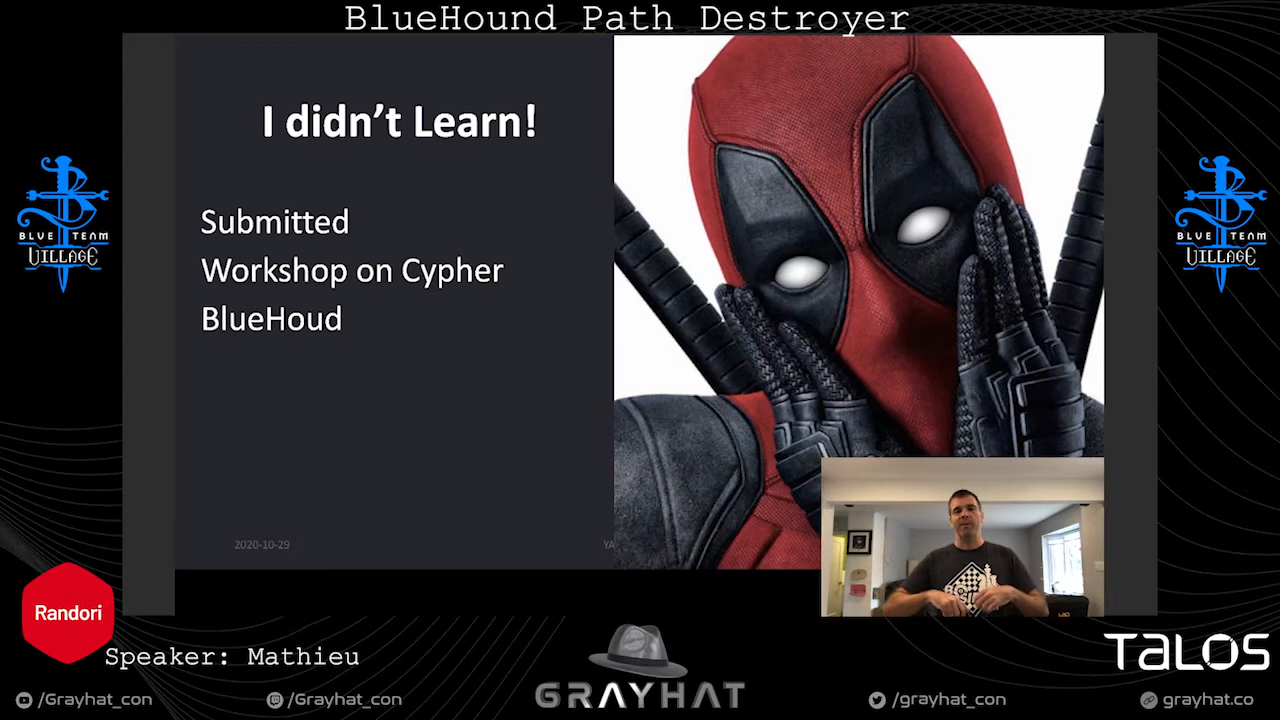 BlueHound Path Destroyer
I didn't Learn!
Submitted
Workshop on Cypher
BlueHoud
2020-10-29
YA
BLUE TEAM
VILLAGE
BLUE TEAM
VILLAGE
Randori
Speaker: Mathieu
GRAYHAT
TALOS
/Grayhat_con
/Grayhat_con
/grayhat_con
grayhat.co